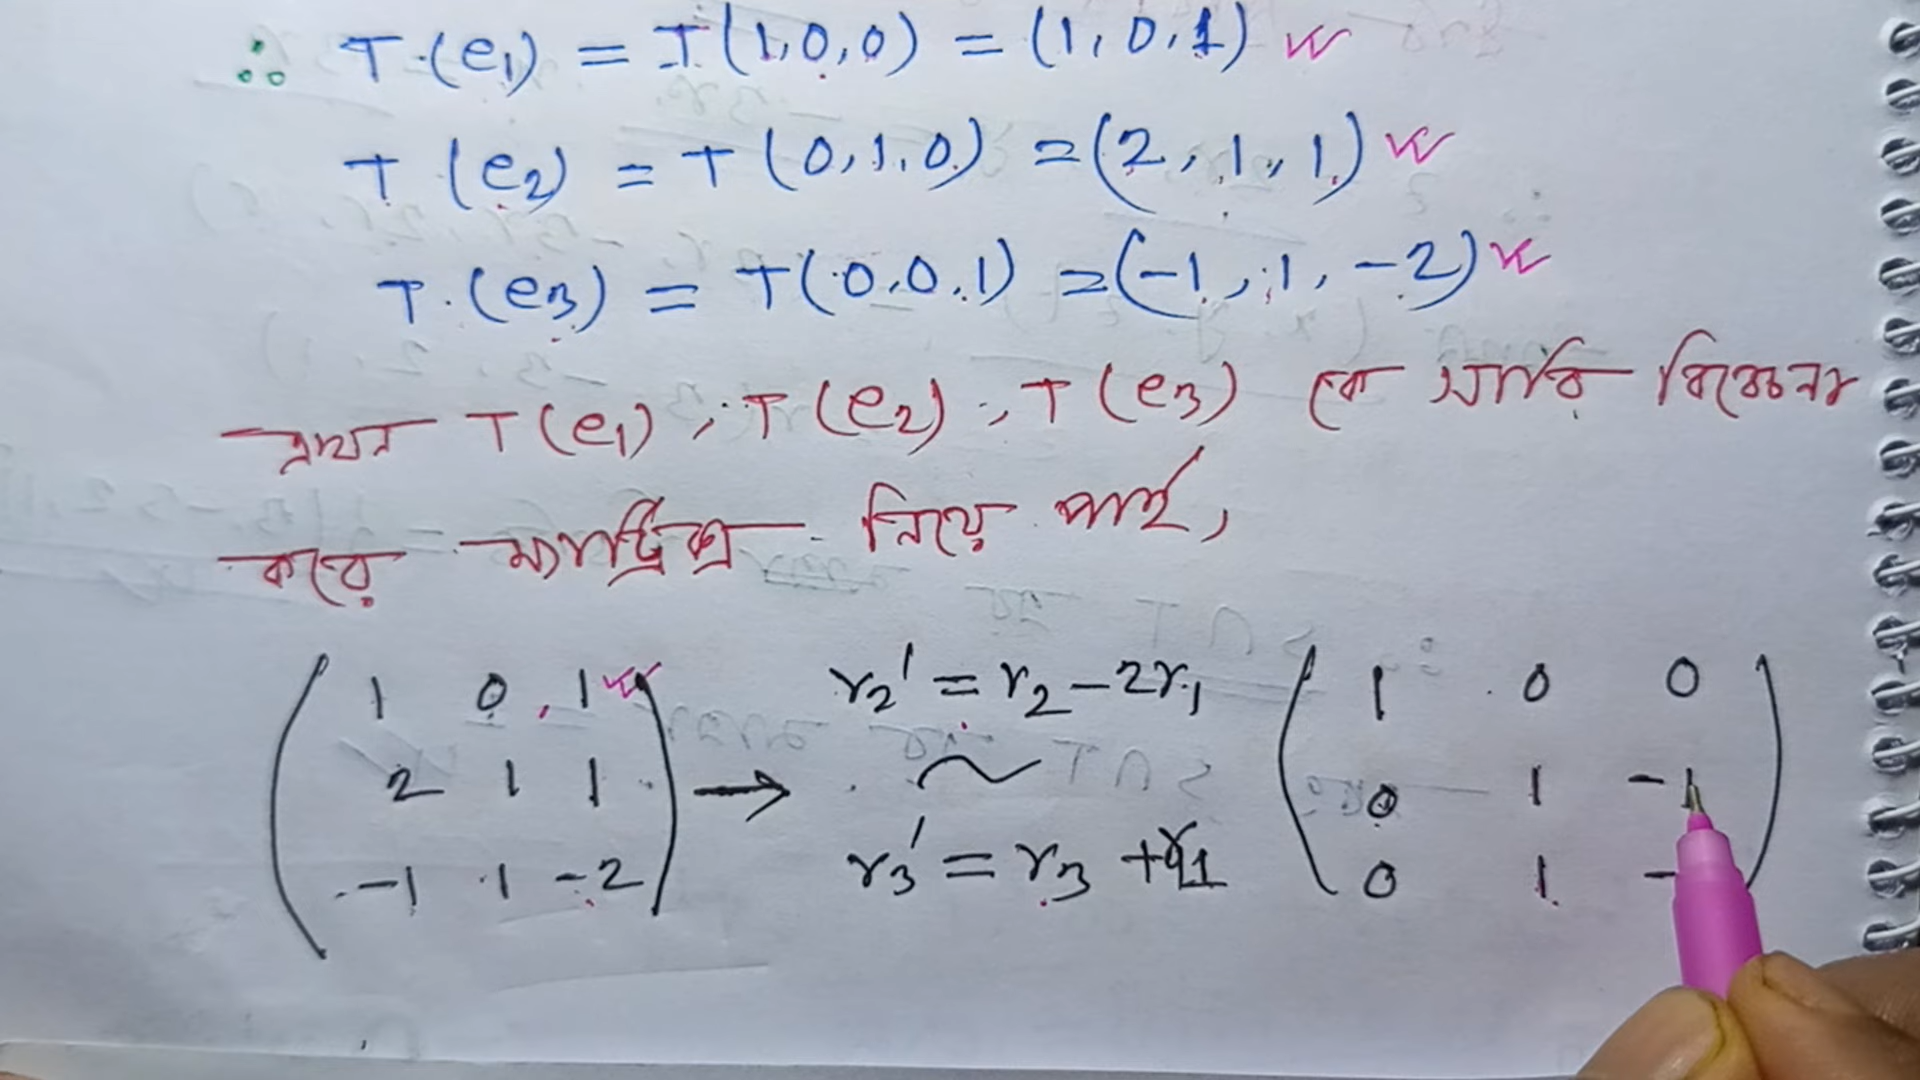 ∴ T.(e₁) = T(1,0,0) = (1,0,1)
T (e₂) = T(0,1,0) = (2,1,1)
T.(e₃) = T(0,0,1) = (-1,1,-2)
এখন T(e₁), T(e₂), T(e₃) কে সারি বিবেচনা
করে ম্যাট্রিক্স নিয়ে পাই,
1 0 1 r₂' = r₂ - 2r₁ 1 0 0
2 1 1 → ~ 0 1 -1
-1 1 -2 r₃' = r₃ + r₁ 0 1 -